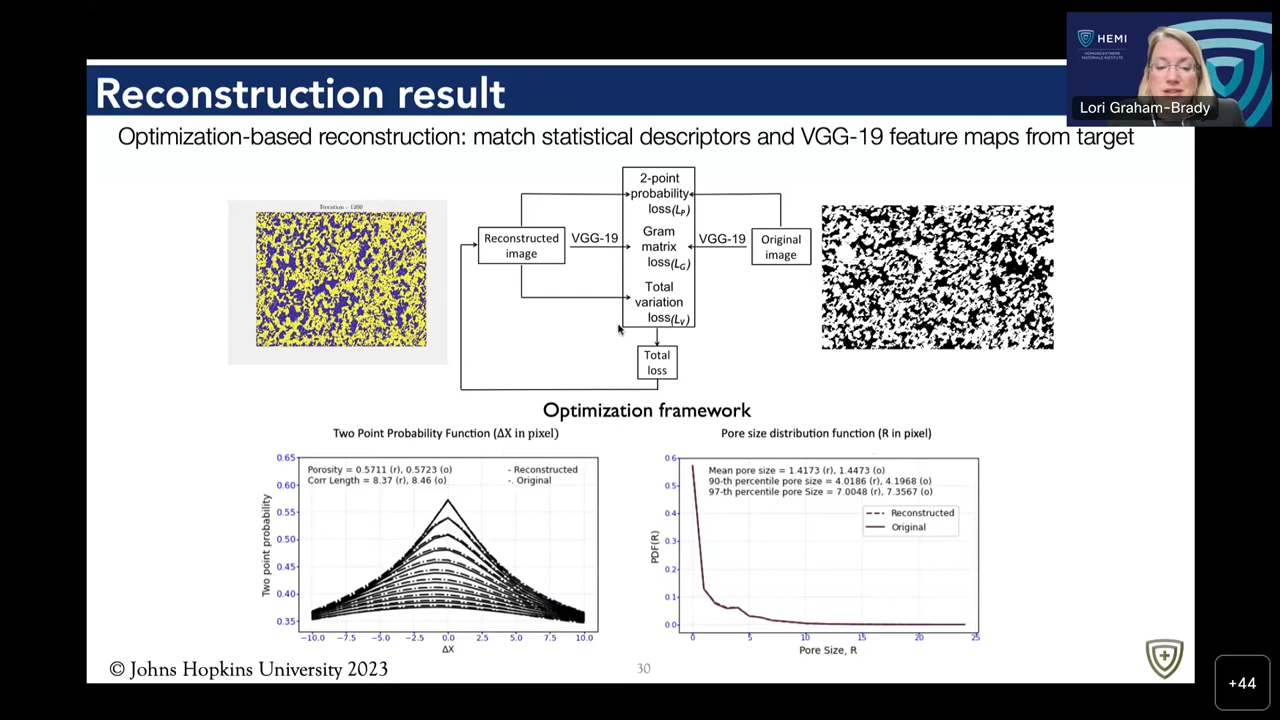 HEMI
HOPKINS EXTREME
MATERIALS INSTITUTE
Lori Graham-Brady
Reconstruction result
Optimization-based reconstruction: match statistical descriptors and VGG-19 feature maps from target
Iteration - 1200
2-point
probability
loss(LP)
Gram
matrix
loss(LG)
Total
variation
loss(LV)
Reconstructed
image
VGG-19
VGG-19
Original
image
Total
loss
Optimization framework
Two Point Probability Function (ΔX in pixel)
Porosity = 0.5711 (r), 0.5723 (o)
Corr Length = 8.37 (r), 8.46 (o)
- Reconstructed
-. Original
Two point probability
0.65
0.60
0.55
0.50
0.45
0.40
0.35
−10.0 −7.5 −5.0 −2.5 0.0 2.5 5.0 7.5 10.0
ΔX
Pore size distribution function (R in pixel)
Mean pore size = 1.4173 (r), 1.4473 (o)
90-th percentile pore size = 4.0186 (r), 4.1968 (o)
97-th percentile pore Size = 7.0048 (r), 7.3567 (o)
Reconstructed
Original
PDF(R)
0.6
0.5
0.4
0.3
0.2
0.1
0.0
0 5 10 15 20 25
Pore Size, R
© Johns Hopkins University 2023
30
+44